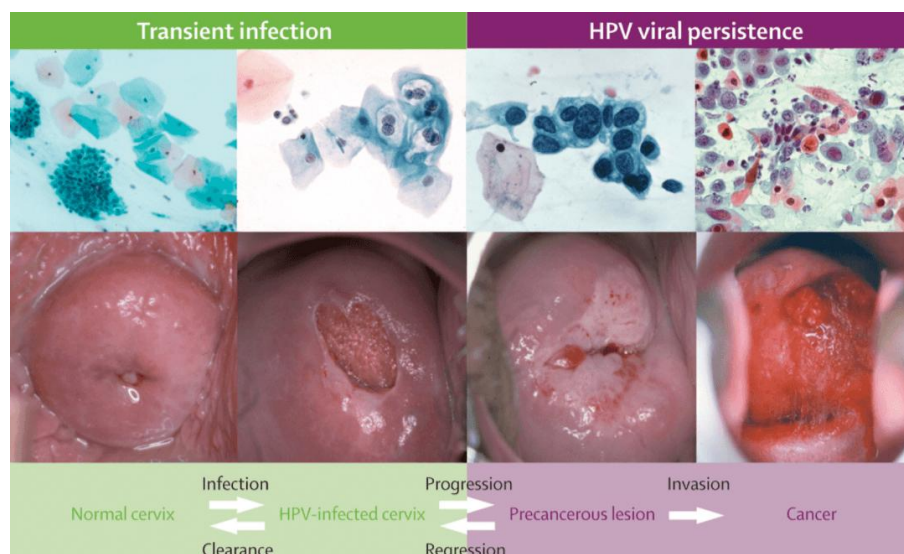 Transient infection
HPV viral persistence
Infection
Progression
Invasion
Normal cervix
HPV-infected cervix
Precancerous lesion
Cancer
Clearance
Regression